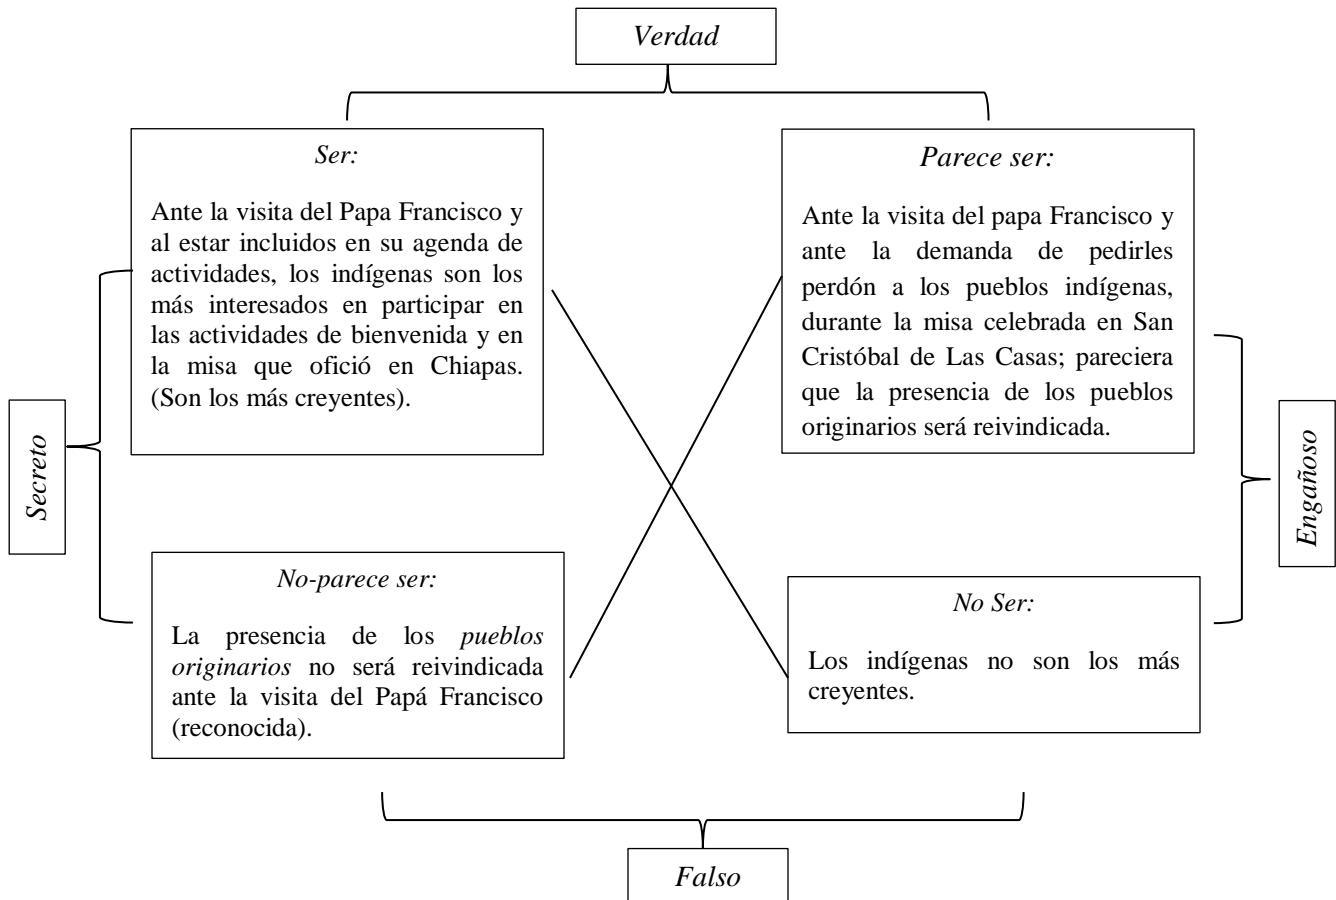 Verdad
Ser:
Ante la visita del Papa Francisco y
al estar incluidos en su agenda de
actividades, los indígenas son los
más interesados en participar en
las actividades de bienvenida y en
la misa que ofició en Chiapas.
(Son los más creyentes).
Parece ser:
Ante la visita del papa Francisco y
ante la demanda de pedirles
perdón a los pueblos indígenas,
durante la misa celebrada en San
Cristóbal de Las Casas; pareciera
que la presencia de los pueblos
originarios será reivindicada.
Secreto
Engañoso
No-parece ser:
La presencia de los pueblos
originarios no será reivindicada
ante la visita del Papá Francisco
(reconocida).
No Ser:
Los indígenas no son los más
creyentes.
Falso